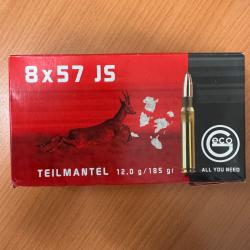 8x57 JS
Geco
ALL YOU NEED
TEILMANTEL 12,0 g/185 gr